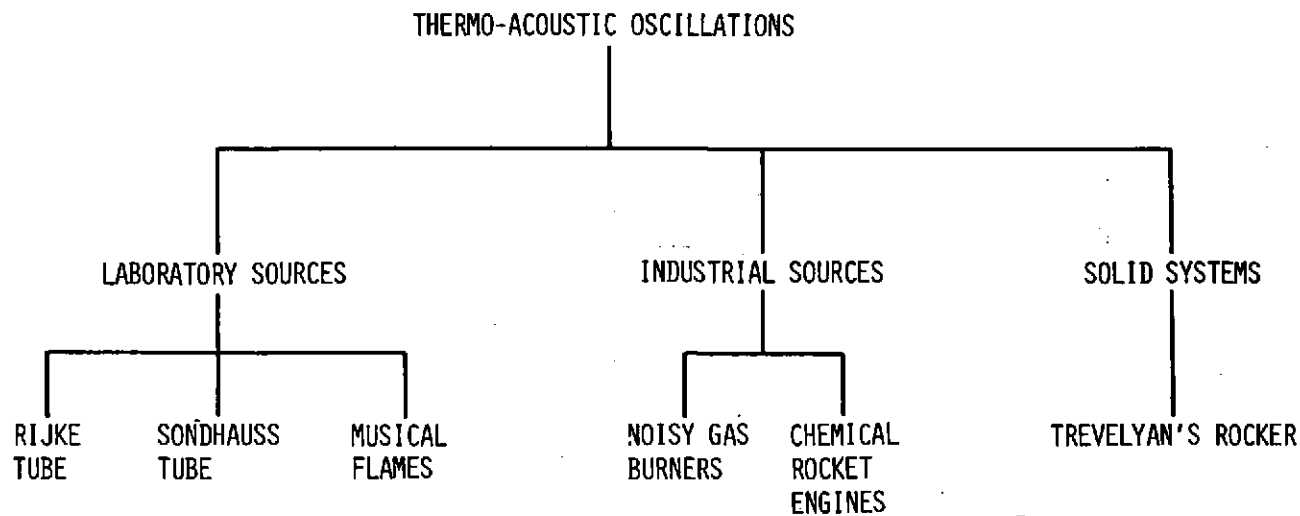 THERMO-ACOUSTIC OSCILLATIONS
LABORATORY SOURCES
INDUSTRIAL SOURCES
SOLID SYSTEMS
RIJKE
TUBE
SONDHAUSS
TUBE
MUSICAL
FLAMES
NOISY GAS
BURNERS
CHEMICAL
ROCKET
ENGINES
TREVELYAN'S ROCKER